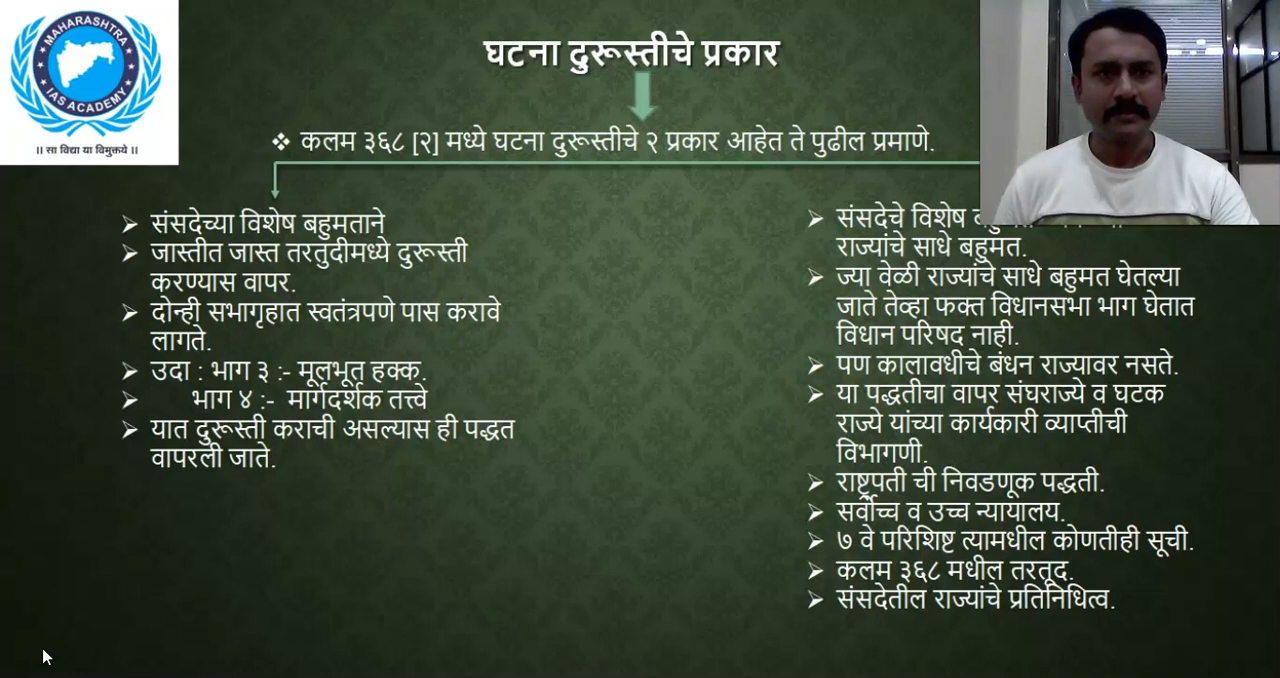 MAHARASHTRA
IAS ACADEMY
।। सा विद्या या विमुक्तये ।।
घटना दुरूस्तीचे प्रकार
❖ कलम ३६८ [२] मध्ये घटना दुरूस्तीचे २ प्रकार आहेत ते पुढील प्रमाणे.
➤ संसदेच्या विशेष बहुमताने
➤ जास्तीत जास्त तरतुदीमध्ये दुरूस्ती
करण्यास वापर.
➤ दोन्ही सभागृहात स्वतंत्रपणे पास करावे
लागते.
➤ उदा : भाग ३ :- मूलभूत हक्क.
➤ भाग ४ :- मार्गदर्शक तत्त्वे
➤ यात दुरूस्ती कराची असल्यास ही पद्धत
वापरली जाते.
➤ संसदेचे विशेष
राज्यांचे साधे बहुमत.
➤ ज्या वेळी राज्यांचे साधे बहुमत घेतल्या
जाते तेव्हा फक्त विधानसभा भाग घेतात
विधान परिषद नाही.
➤ पण कालावधीचे बंधन राज्यावर नसते.
➤ या पद्धतीचा वापर संघराज्ये व घटक
राज्ये यांच्या कार्यकारी व्याप्तीची
विभागणी.
➤ राष्ट्रपती ची निवडणूक पद्धती.
➤ सर्वोच्च व उच्च न्यायालय.
➤ ७ वे परिशिष्ट त्यामधील कोणतीही सूची.
➤ कलम ३६८ मधील तरतूद.
➤ संसदेतील राज्यांचे प्रतिनिधित्व.